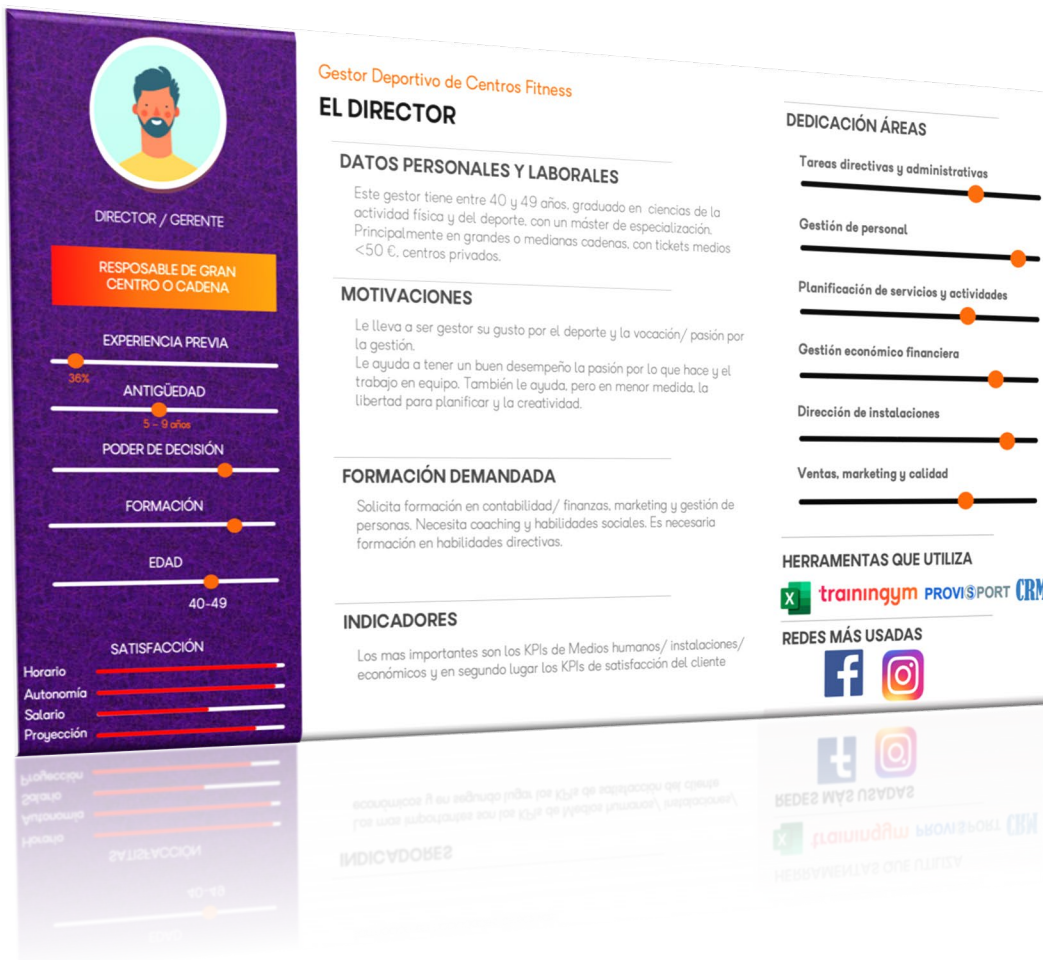 DIRECTOR / GERENTE
RESPOSABLE DE GRAN
CENTRO O CADENA
EXPERIENCIA PREVIA
36%
ANTIGÜEDAD
5 - 9 años
PODER DE DECISIÓN
FORMACIÓN
EDAD
40-49
SATISFACCIÓN
Horario
Autonomía
Salario
Proyección
Gestor Deportivo de Centros Fitness
EL DIRECTOR
DATOS PERSONALES Y LABORALES
Este gestor tiene entre 40 y 49 años, graduado en ciencias de la
actividad física y del deporte, con un máster de especialización.
Principalmente en grandes o medianas cadenas, con tickets medios
<50 €, centros privados.
MOTIVACIONES
Le lleva a ser gestor su gusto por el deporte y la vocación/ pasión por
la gestión.
Le ayuda a tener un buen desempeño la pasión por lo que hace y el
trabajo en equipo. También le ayuda, pero en menor medida, la
libertad para planificar y la creatividad.
FORMACIÓN DEMANDADA
Solicita formación en contabilidad/ finanzas, marketing y gestión de
personas. Necesita coaching y habilidades sociales. Es necesaria
formación en habilidades directivas.
INDICADORES
Los mas importantes son los KPIs de Medios humanos/ instalaciones/
económicos y en segundo lugar los KPIs de satisfacción del cliente
DEDICACIÓN ÁREAS
Tareas directivas y administrativas
Gestión de personal
Planificación de servicios y actividades
Gestión económico financiera
Dirección de instalaciones
Ventas, marketing y calidad
HERRAMENTAS QUE UTILIZA
X trainingym PROVISPORT CRM
REDES MÁS USADAS